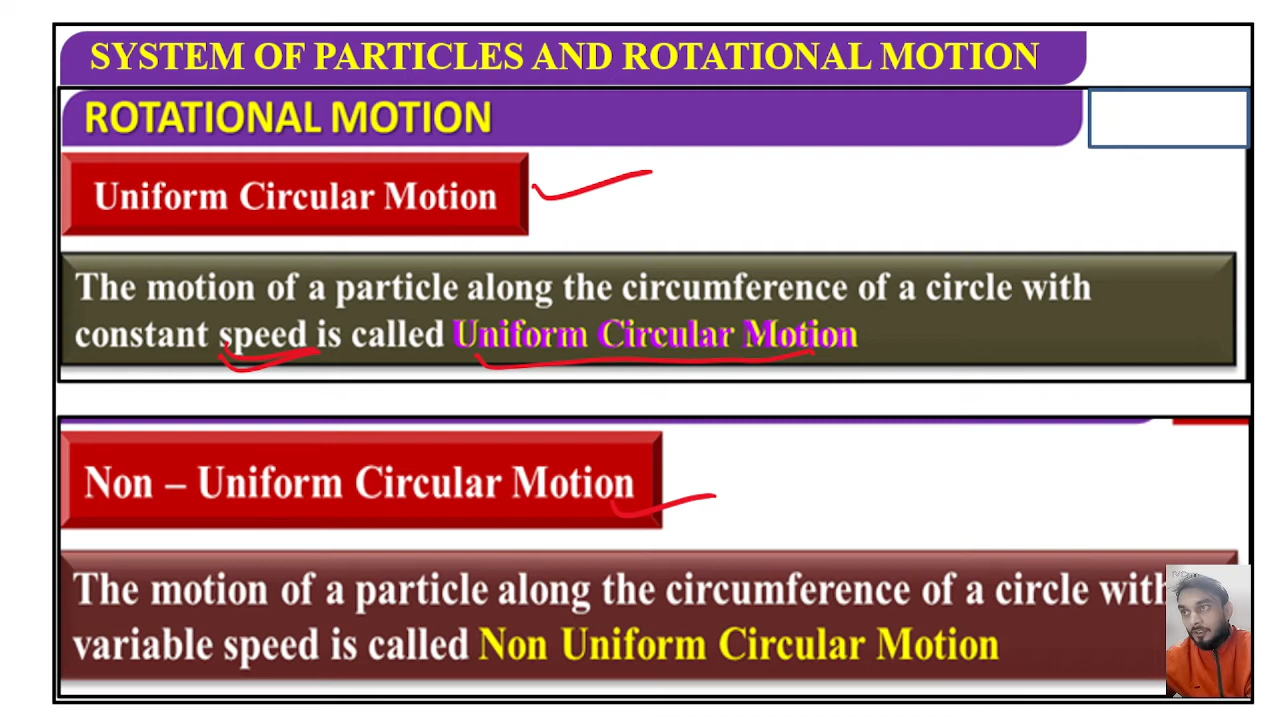 SYSTEM OF PARTICLES AND ROTATIONAL MOTION
ROTATIONAL MOTION
Uniform Circular Motion
The motion of a particle along the circumference of a circle with
constant speed is called Uniform Circular Motion
Non – Uniform Circular Motion
The motion of a particle along the circumference of a circle with
variable speed is called Non Uniform Circular Motion